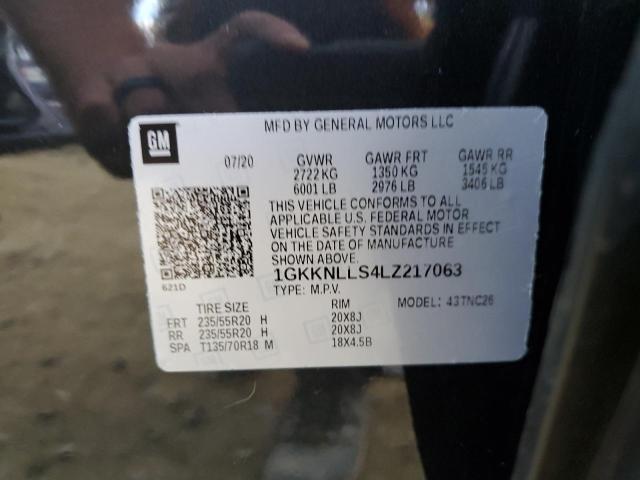 GM
MFD BY GENERAL MOTORS LLC
07/20 GVWR GAWR FRT GAWR RR
2722 KG 1350 KG 1545 KG
6001 LB 2976 LB 3406 LB
THIS VEHICLE CONFORMS TO ALL
APPLICABLE U.S. FEDERAL MOTOR
VEHICLE SAFETY STANDARDS IN EFFECT
ON THE DATE OF MANUFACTURE
SHOWN ABOVE.
1GKKNLLS4LZ217063
621D
TYPE: M.P.V.
MODEL: 43TNC26
TIRE SIZE RIM
FRT 235/55R20 H 20X8J
RR 235/55R20 H 20X8J
SPA T135/70R18 M 18X4.5B